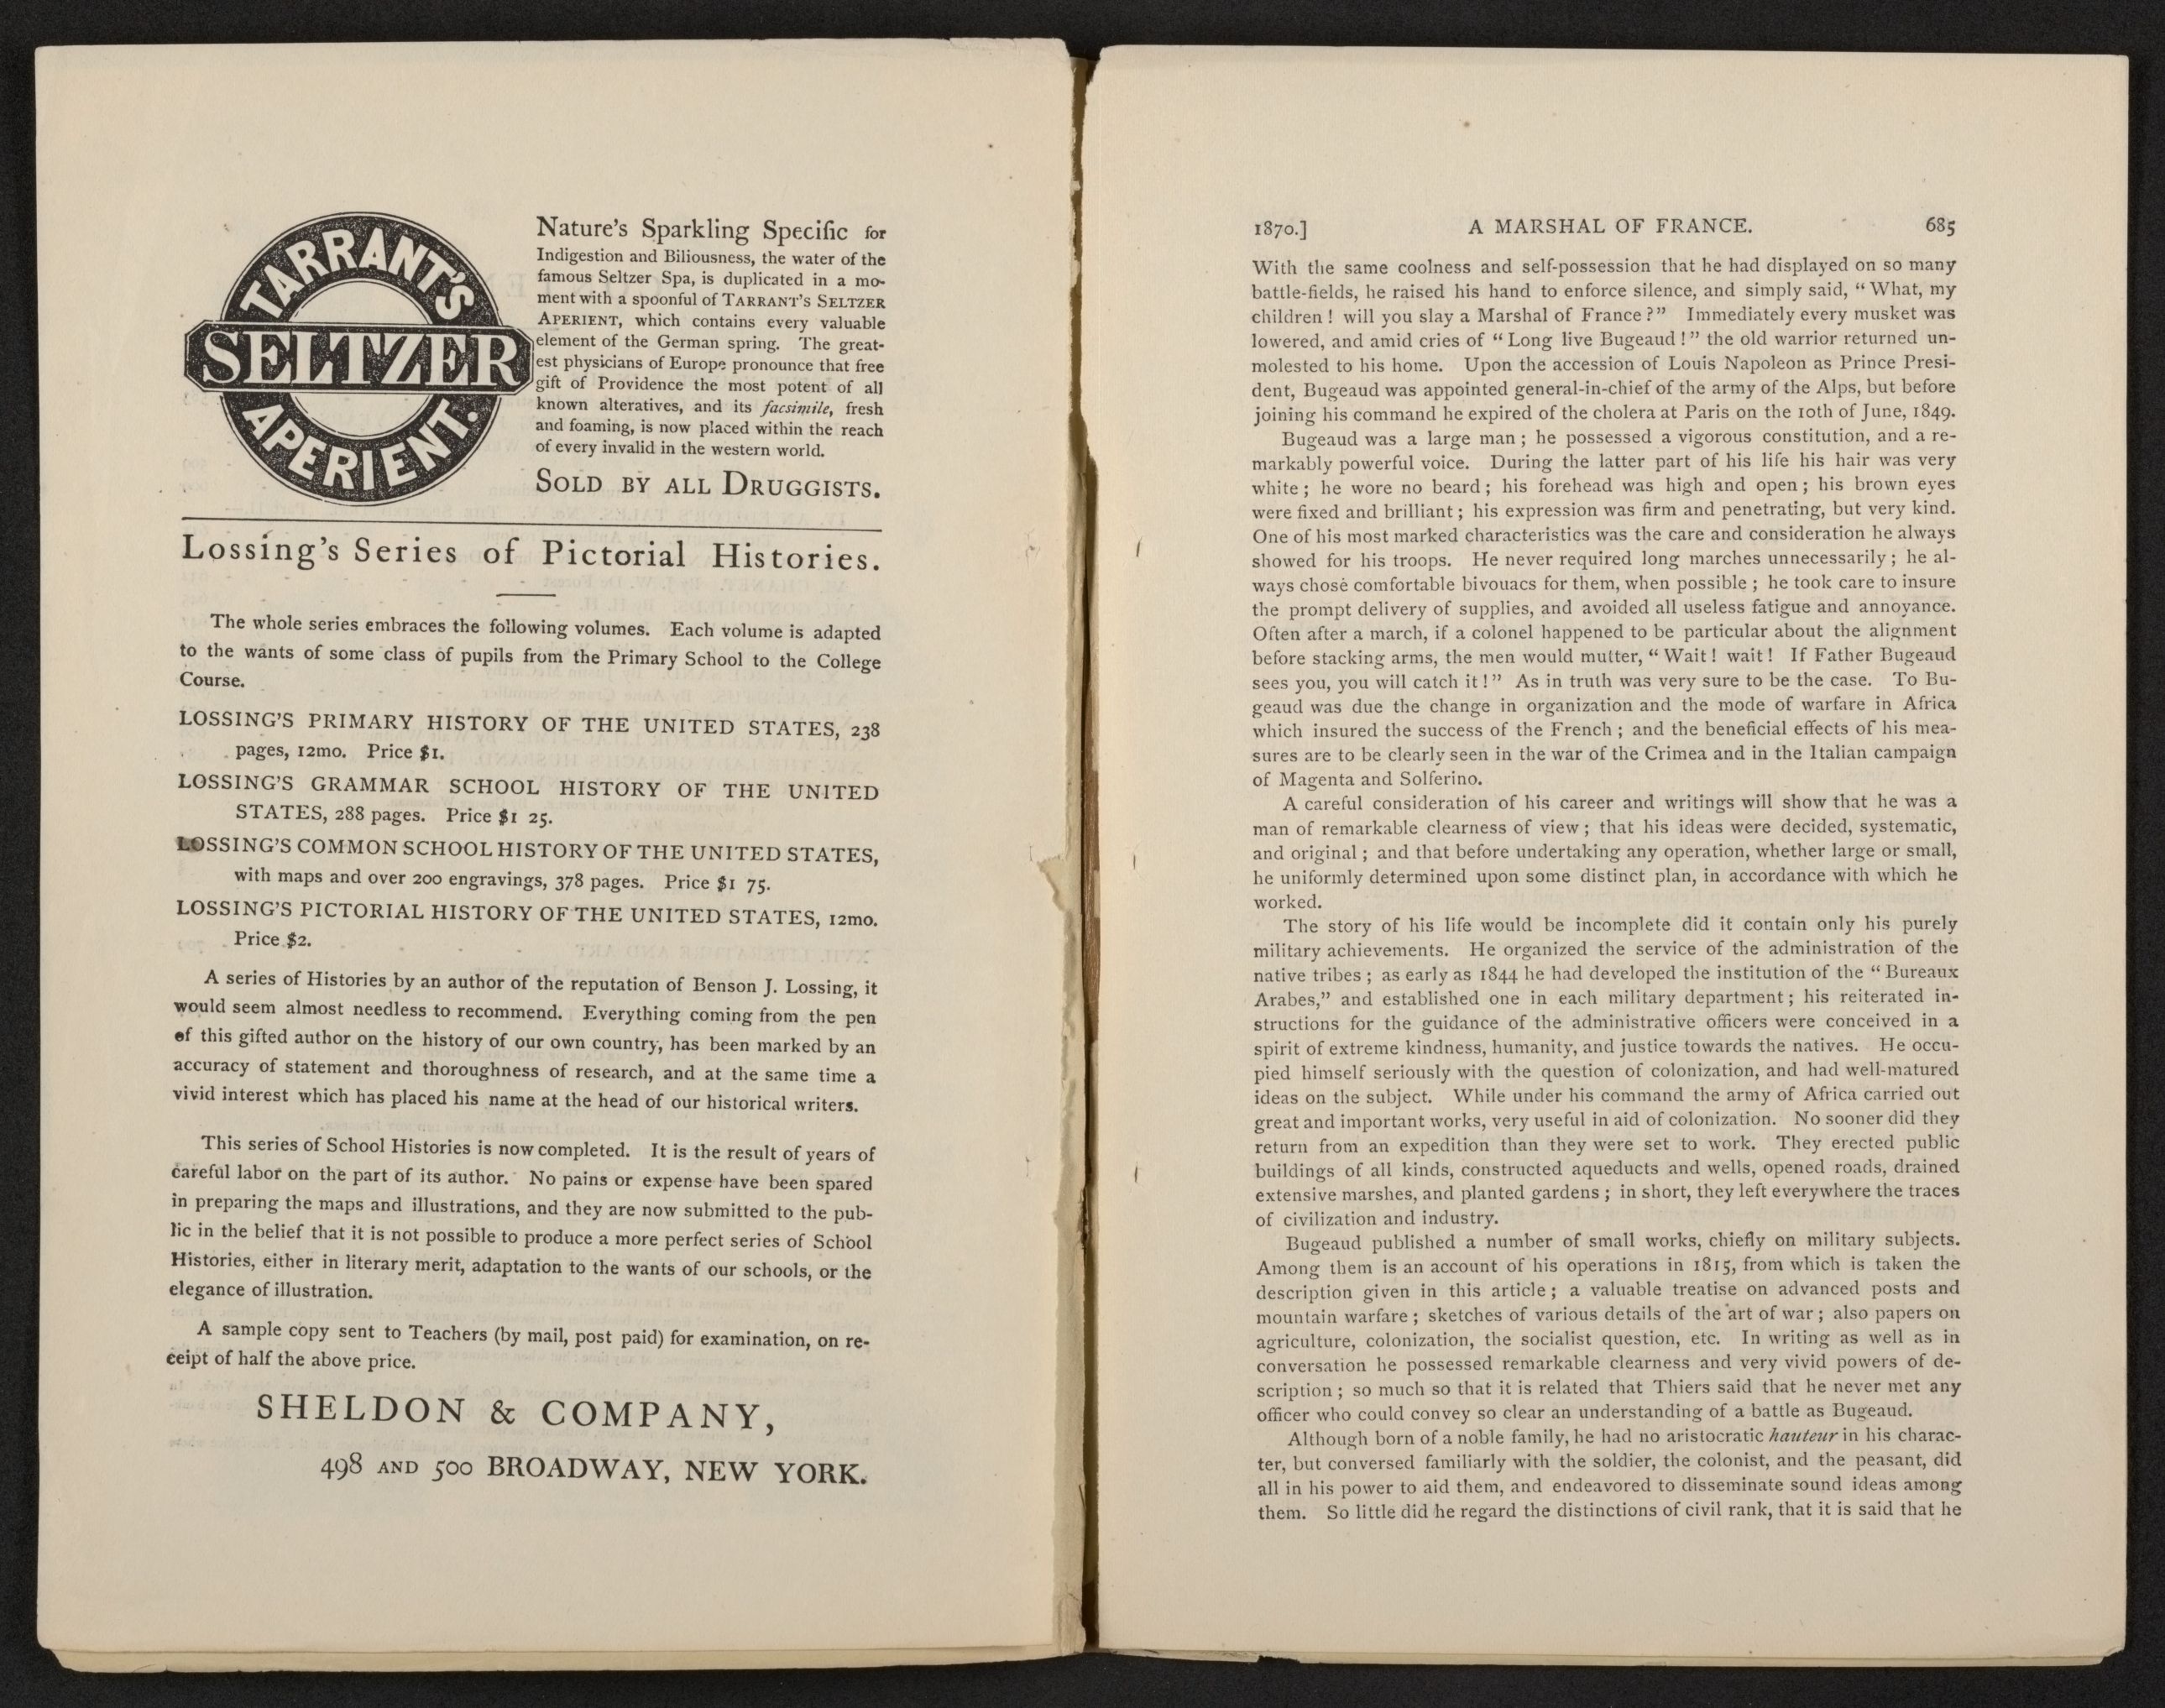 TARRANT'S
SELTZER
APERIENT.
Nature's Sparkling Specific for
Indigestion and Biliousness, the water of the
famous Seltzer Spa, is duplicated in a mo-
ment with a spoonful of TARRANT'S SELTZER
APERIENT, which contains every valuable
element of the German spring. The great-
est physicians of Europe pronounce that free
gift of Providence the most potent of all
known alteratives, and its facsimile, fresh
and foaming, is now placed within the reach
of every invalid in the western world.
SOLD BY ALL DRUGGISTS.
Lossing's Series of Pictorial Histories.
The whole series embraces the following volumes. Each volume is adapted
to the wants of some class of pupils from the Primary School to the College
Course.
LOSSING'S PRIMARY HISTORY OF THE UNITED STATES, 238
pages, 12mo. Price $1.
LOSSING'S GRAMMAR SCHOOL HISTORY OF THE UNITED
STATES, 288 pages. Price $1 25.
LOSSING'S COMMON SCHOOL HISTORY OF THE UNITED STATES,
with maps and over 200 engravings, 378 pages. Price $1 75.
LOSSING'S PICTORIAL HISTORY OF THE UNITED STATES, 12mo.
Price $2.
A series of Histories by an author of the reputation of Benson J. Lossing, it
would seem almost needless to recommend. Everything coming from the pen
of this gifted author on the history of our own country, has been marked by an
accuracy of statement and thoroughness of research, and at the same time a
vivid interest which has placed his name at the head of our historical writers.
This series of School Histories is now completed. It is the result of years of
careful labor on the part of its author. No pains or expense have been spared
in preparing the maps and illustrations, and they are now submitted to the pub-
lic in the belief that it is not possible to produce a more perfect series of School
Histories, either in literary merit, adaptation to the wants of our schools, or the
elegance of illustration.
A sample copy sent to Teachers (by mail, post paid) for examination, on re-
ceipt of half the above price.
SHELDON & COMPANY,
498 AND 500 BROADWAY, NEW YORK.
1870.] A MARSHAL OF FRANCE. 685
With the same coolness and self-possession that he had displayed on so many
battle-fields, he raised his hand to enforce silence, and simply said, "What, my
children! will you slay a Marshal of France?" Immediately every musket was
lowered, and amid cries of "Long live Bugeaud!" the old warrior returned un-
molested to his home. Upon the accession of Louis Napoleon as Prince Presi-
dent, Bugeaud was appointed general-in-chief of the army of the Alps, but before
joining his command he expired of the cholera at Paris on the 10th of June, 1849.
Bugeaud was a large man; he possessed a vigorous constitution, and a re-
markably powerful voice. During the latter part of his life his hair was very
white; he wore no beard; his forehead was high and open; his brown eyes
were fixed and brilliant; his expression was firm and penetrating, but very kind.
One of his most marked characteristics was the care and consideration he always
showed for his troops. He never required long marches unnecessarily; he al-
ways chose comfortable bivouacs for them, when possible; he took care to insure
the prompt delivery of supplies, and avoided all useless fatigue and annoyance.
Often after a march, if a colonel happened to be particular about the alignment
before stacking arms, the men would mutter, "Wait! wait! If Father Bugeaud
sees you, you will catch it!" As in truth was very sure to be the case. To Bu-
geaud was due the change in organization and the mode of warfare in Africa
which insured the success of the French; and the beneficial effects of his mea-
sures are to be clearly seen in the war of the Crimea and in the Italian campaign
of Magenta and Solferino.
A careful consideration of his career and writings will show that he was a
man of remarkable clearness of view; that his ideas were decided, systematic,
and original; and that before undertaking any operation, whether large or small,
he uniformly determined upon some distinct plan, in accordance with which he
worked.
The story of his life would be incomplete did it contain only his purely
military achievements. He organized the service of the administration of the
native tribes; as early as 1844 he had developed the institution of the "Bureaux
Arabes," and established one in each military department; his reiterated in-
structions for the guidance of the administrative officers were conceived in a
spirit of extreme kindness, humanity, and justice towards the natives. He occu-
pied himself seriously with the question of colonization, and had well-matured
ideas on the subject. While under his command the army of Africa carried out
great and important works, very useful in aid of colonization. No sooner did they
return from an expedition than they were set to work. They erected public
buildings of all kinds, constructed aqueducts and wells, opened roads, drained
extensive marshes, and planted gardens; in short, they left everywhere the traces
of civilization and industry.
Bugeaud published a number of small works, chiefly on military subjects.
Among them is an account of his operations in 1815, from which is taken the
description given in this article; a valuable treatise on advanced posts and
mountain warfare; sketches of various details of the art of war; also papers on
agriculture, colonization, the socialist question, etc. In writing as well as in
conversation he possessed remarkable clearness and very vivid powers of de-
scription; so much so that it is related that Thiers said that he never met any
officer who could convey so clear an understanding of a battle as Bugeaud.
Although born of a noble family, he had no aristocratic hauteur in his charac-
ter, but conversed familiarly with the soldier, the colonist, and the peasant, did
all in his power to aid them, and endeavored to disseminate sound ideas among
them. So little did he regard the distinctions of civil rank, that it is said that he